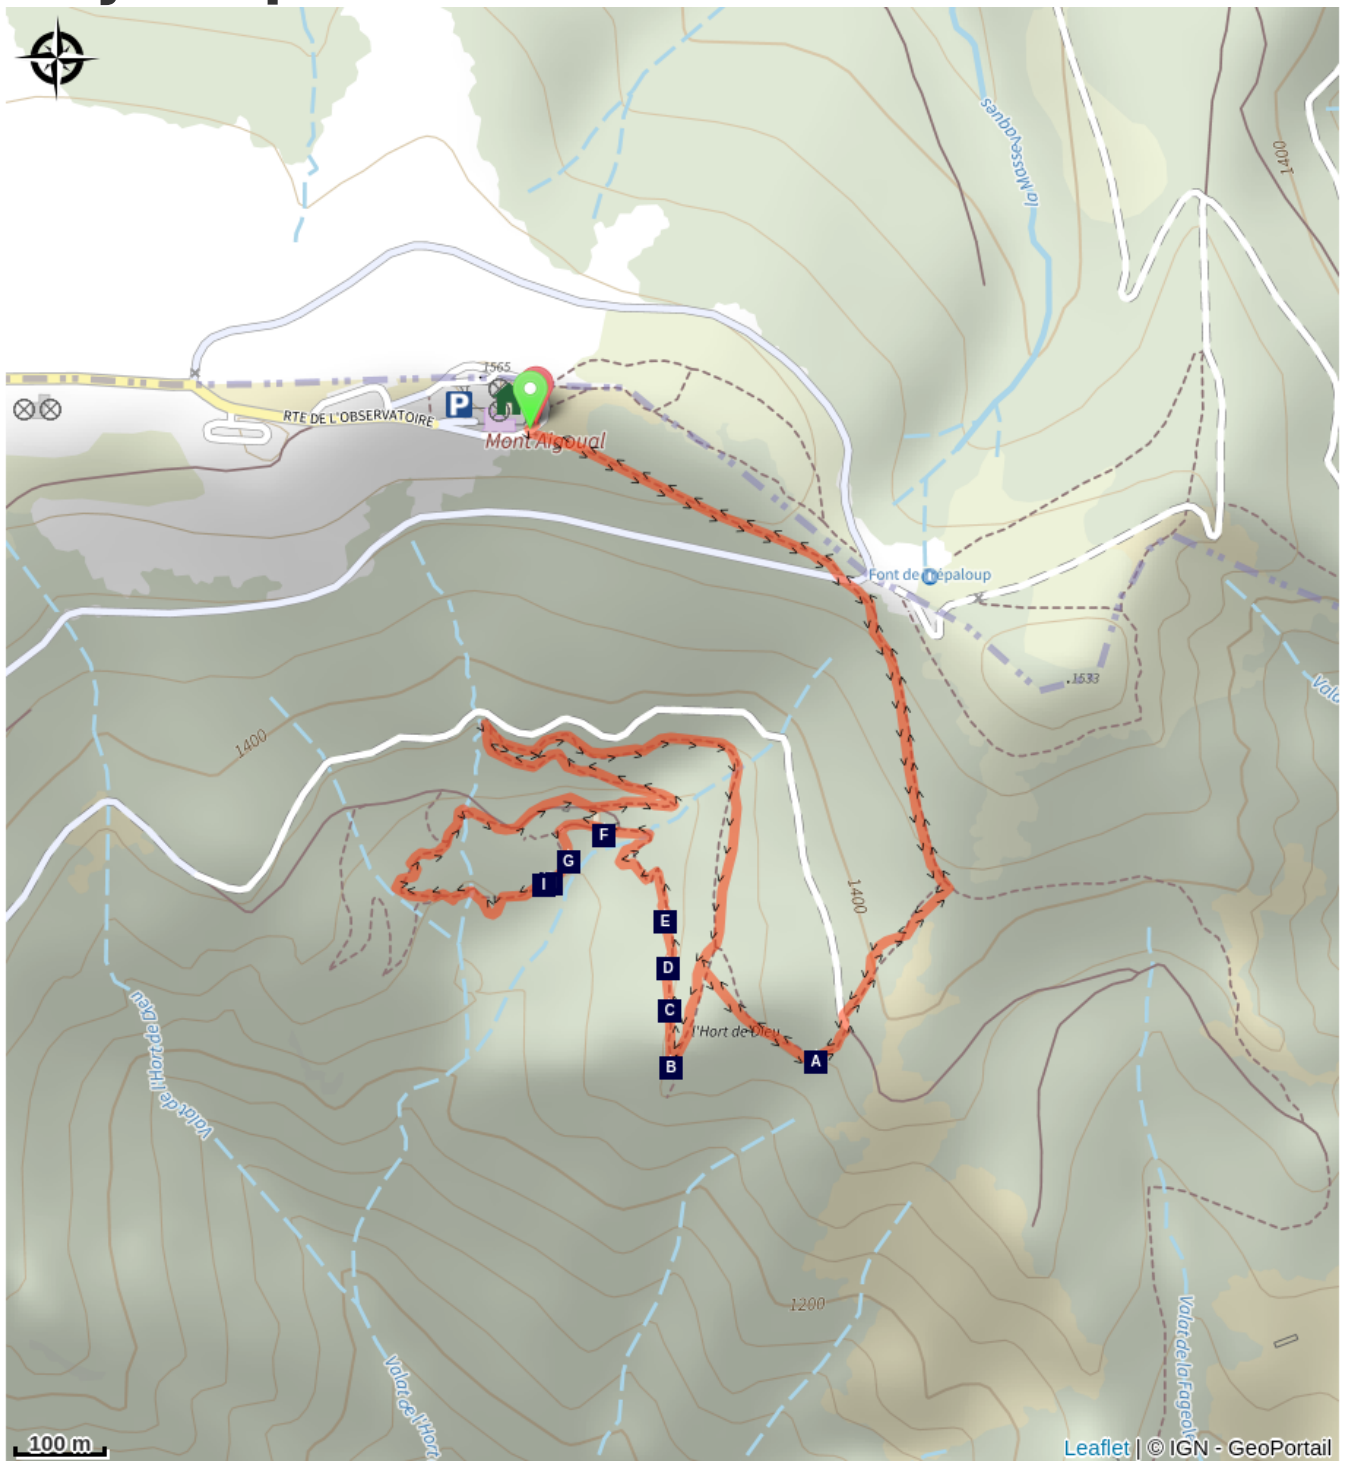 la Massevaques
1400
1565
P
RTE DE L'OBSERVATOIRE
Mont Aigoual
Font de Trépaloup
1533
1400
1400
F
G
I
E
D
C
l'Hort de Dieu
B
A
Valat de l'Hort de Dieu
1200
Valat de l'Hort
Valat de la Fageole
100 m
Leaflet | © IGN - GeoPortail